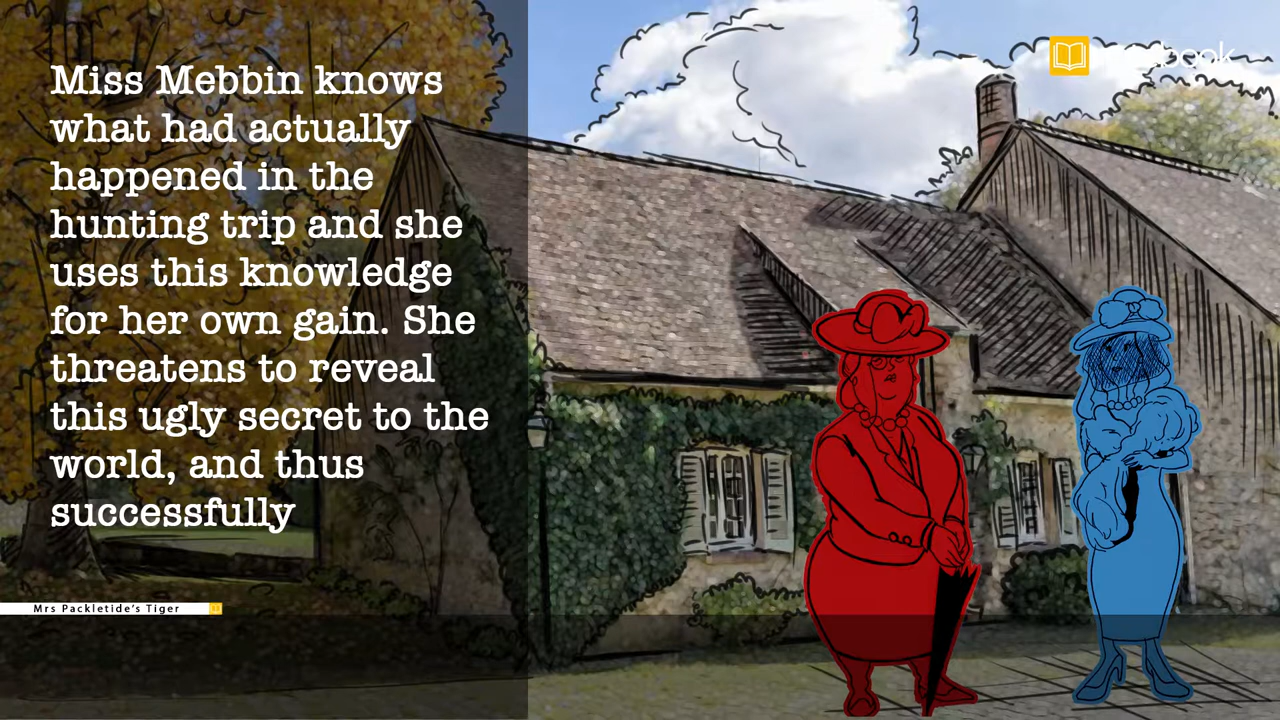 Miss Mebbin knows
what had actually
happened in the
hunting trip and she
uses this knowledge
for her own gain. She
threatens to reveal
this ugly secret to the
world, and thus
successfully
Mrs Packletide's Tiger 13